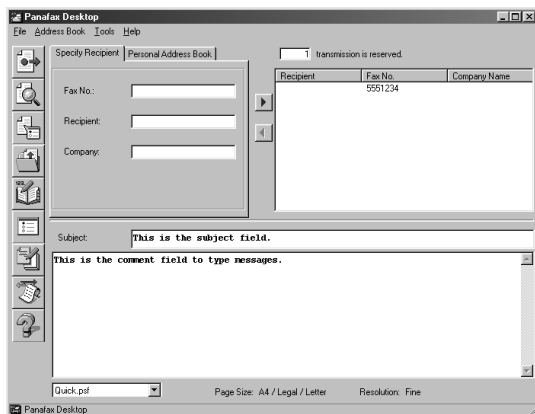 Panafax Desktop
File Address Book Tools Help
Specify Recipient Personal Address Book
1 transmission is reserved.
Recipient Fax No. Company Name
5551234
Fax No.:
Recipient:
Company:
Subject: This is the subject field.
This is the comment field to type messages.
Quick.psf Page Size: A4 / Legal / Letter Resolution: Fine
Panafax Desktop